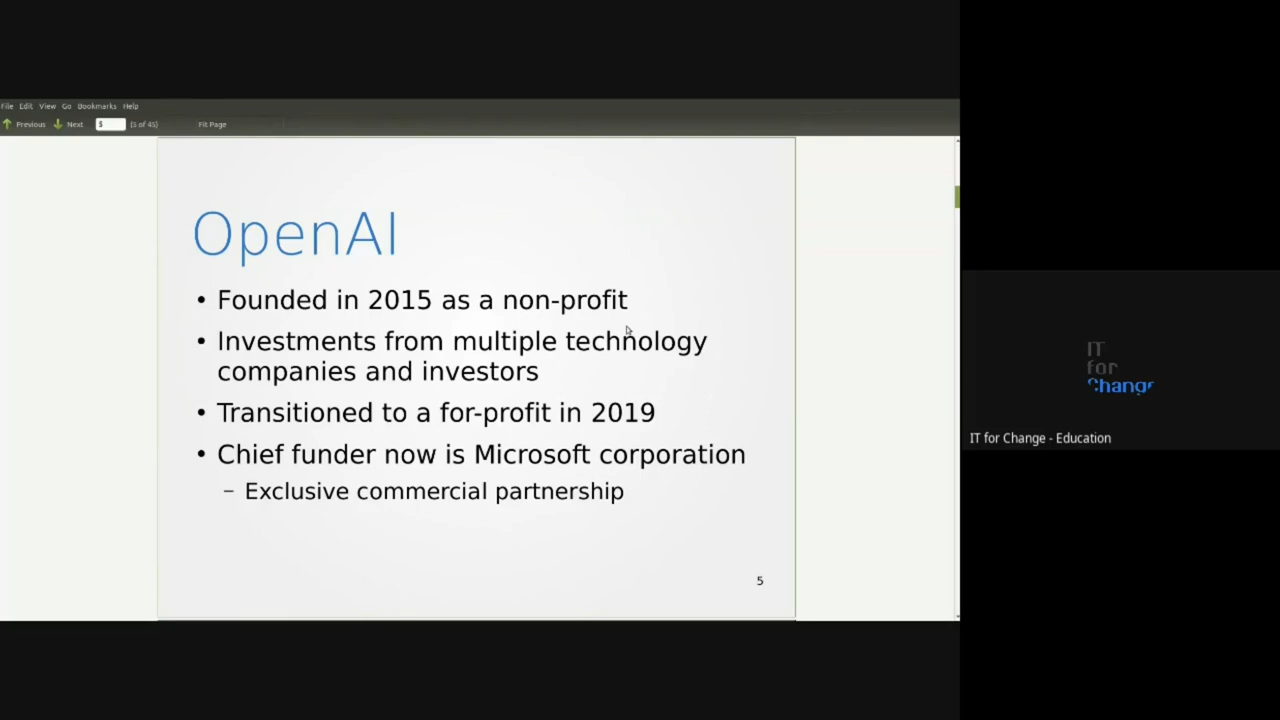 File Edit View Go Bookmarks Help
Previous Next 5 (5 of 45) Fit Page
OpenAI
• Founded in 2015 as a non-profit
• Investments from multiple technology
companies and investors
• Transitioned to a for-profit in 2019
• Chief funder now is Microsoft corporation
– Exclusive commercial partnership
5
IT
for
Change
IT for Change - Education